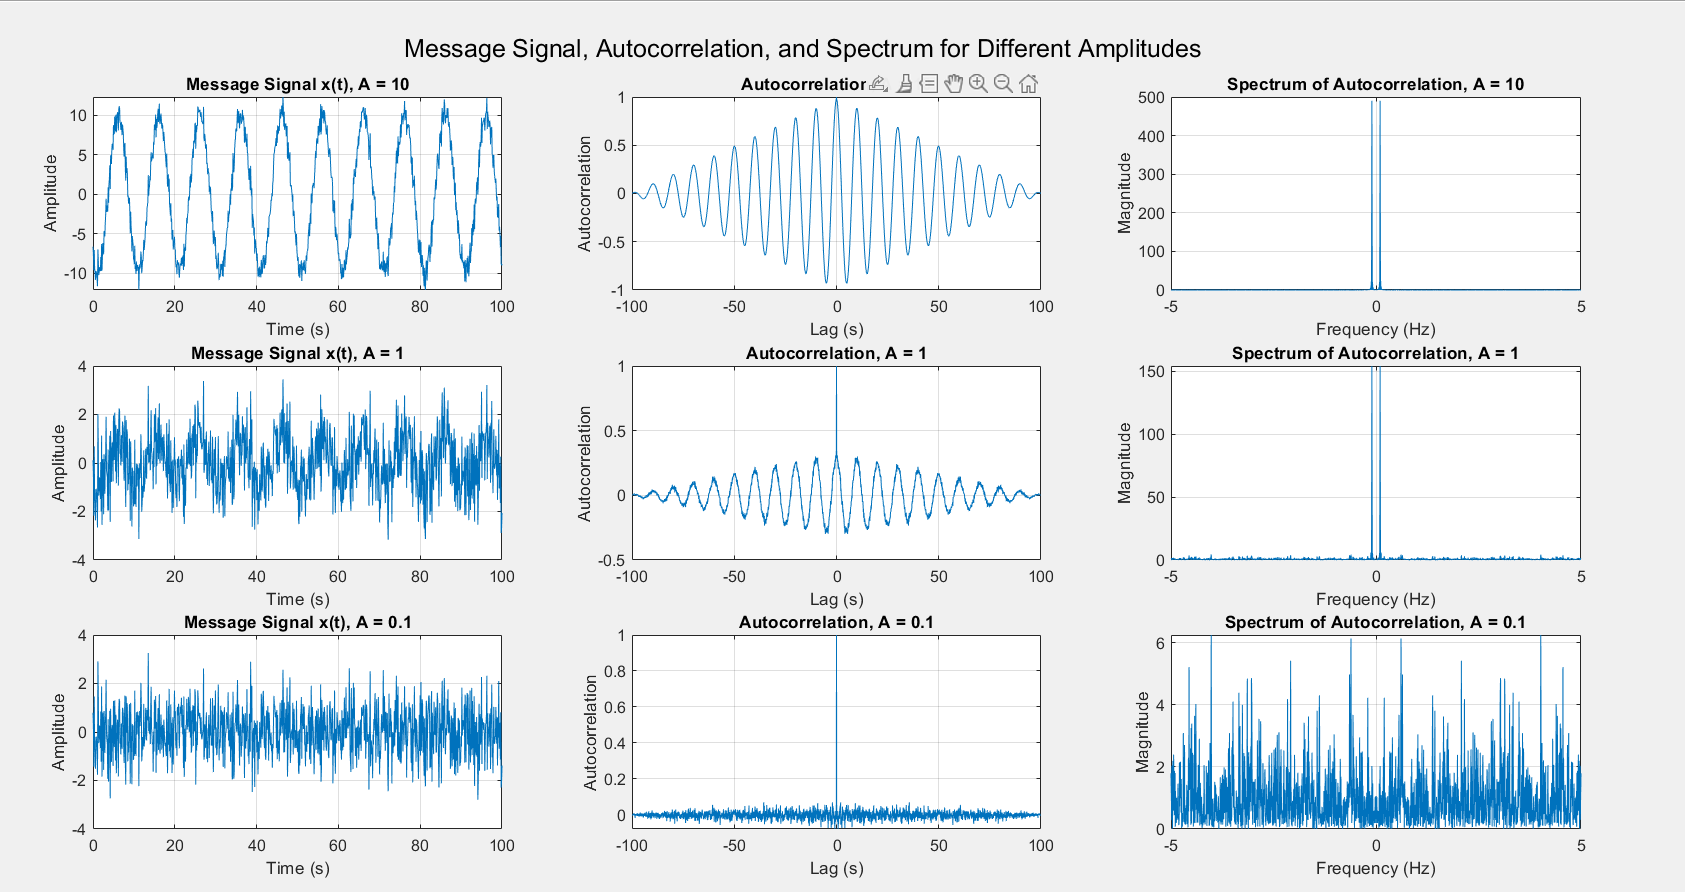 Message Signal, Autocorrelation, and Spectrum for Different Amplitudes
Message Signal x(t), A = 10
Amplitude
10
5
0
-5
-10
0 20 40 60 80 100
Time (s)
Autocorrelation
Autocorrelation
1
0.5
0
-0.5
-1
-100 -50 0 50 100
Lag (s)
Spectrum of Autocorrelation, A = 10
Magnitude
500
400
300
200
100
0
-5 0 5
Frequency (Hz)
Message Signal x(t), A = 1
Amplitude
4
2
0
-2
-4
0 20 40 60 80 100
Time (s)
Autocorrelation, A = 1
Autocorrelation
1
0.5
0
-0.5
-100 -50 0 50 100
Lag (s)
Spectrum of Autocorrelation, A = 1
Magnitude
150
100
50
0
-5 0 5
Frequency (Hz)
Message Signal x(t), A = 0.1
Amplitude
4
2
0
-2
-4
0 20 40 60 80 100
Time (s)
Autocorrelation, A = 0.1
Autocorrelation
1
0.8
0.6
0.4
0.2
0
-100 -50 0 50 100
Lag (s)
Spectrum of Autocorrelation, A = 0.1
Magnitude
6
4
2
0
-5 0 5
Frequency (Hz)